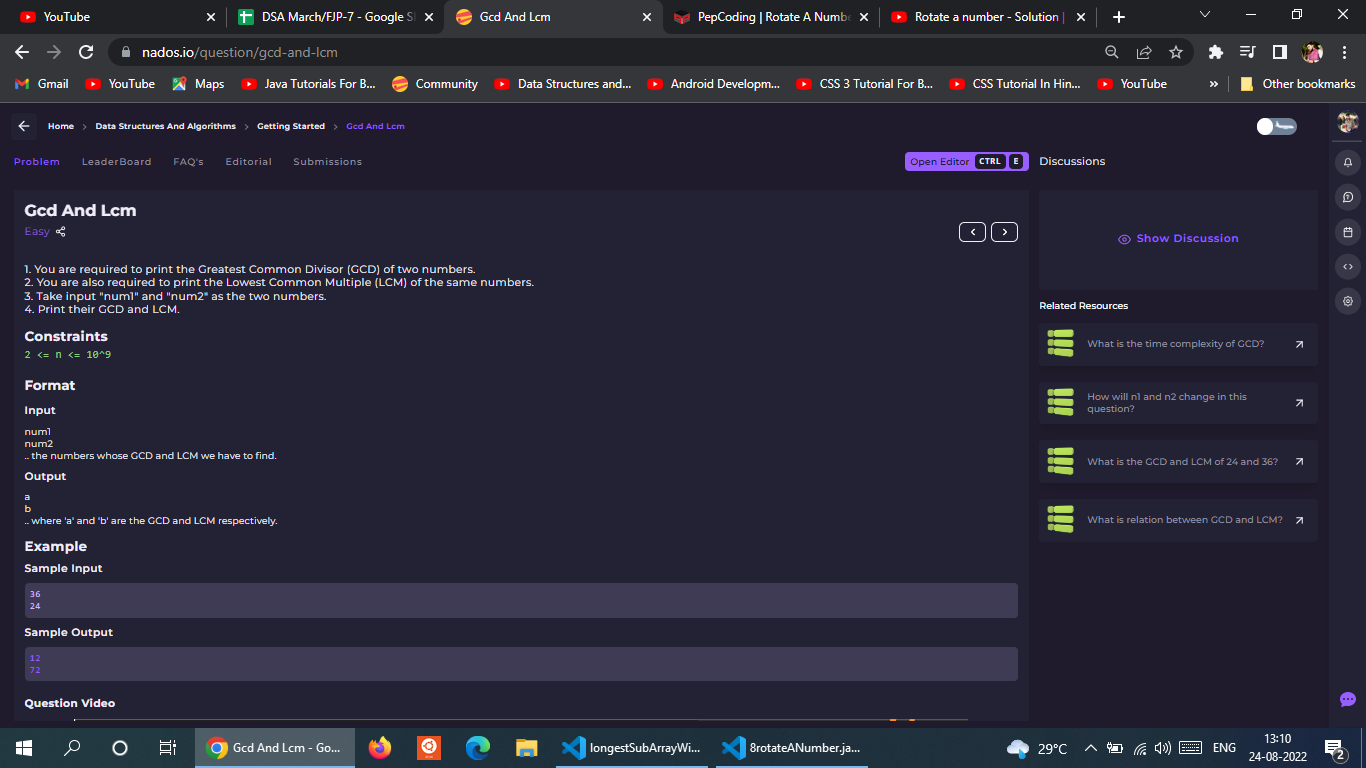 YouTube
DSA March/FJP-7 - Google S
Gcd And Lcm
PepCoding | Rotate A Numb
Rotate a number - Solution |
nados.io/question/gcd-and-lcm
Gmail
YouTube
Maps
Java Tutorials For B...
Community
Data Structures and...
Android Developm...
CSS 3 Tutorial For B...
CSS Tutorial In Hin...
YouTube
»
Other bookmarks
Home > Data Structures And Algorithms > Getting Started > Gcd And Lcm
Problem
LeaderBoard
FAQ's
Editorial
Submissions
Open Editor CTRL E
Discussions
Gcd And Lcm
Easy
Show Discussion
1. You are required to print the Greatest Common Divisor (GCD) of two numbers.
2. You are also required to print the Lowest Common Multiple (LCM) of the same numbers.
3. Take input "num1" and "num2" as the two numbers.
4. Print their GCD and LCM.
Constraints
2 <= n <= 10^9
Format
Input
num1
num2
.. the numbers whose GCD and LCM we have to find.
Output
a
b
.. where 'a' and 'b' are the GCD and LCM respectively.
Example
Sample Input
36
24
Sample Output
12
72
Question Video
Related Resources
What is the time complexity of GCD?
How will n1 and n2 change in this
question?
What is the GCD and LCM of 24 and 36?
What is relation between GCD and LCM?
Gcd And Lcm - Go...
longestSubArrayWi...
8rotateANumber.ja...
29°C
ENG
13:10
24-08-2022
2